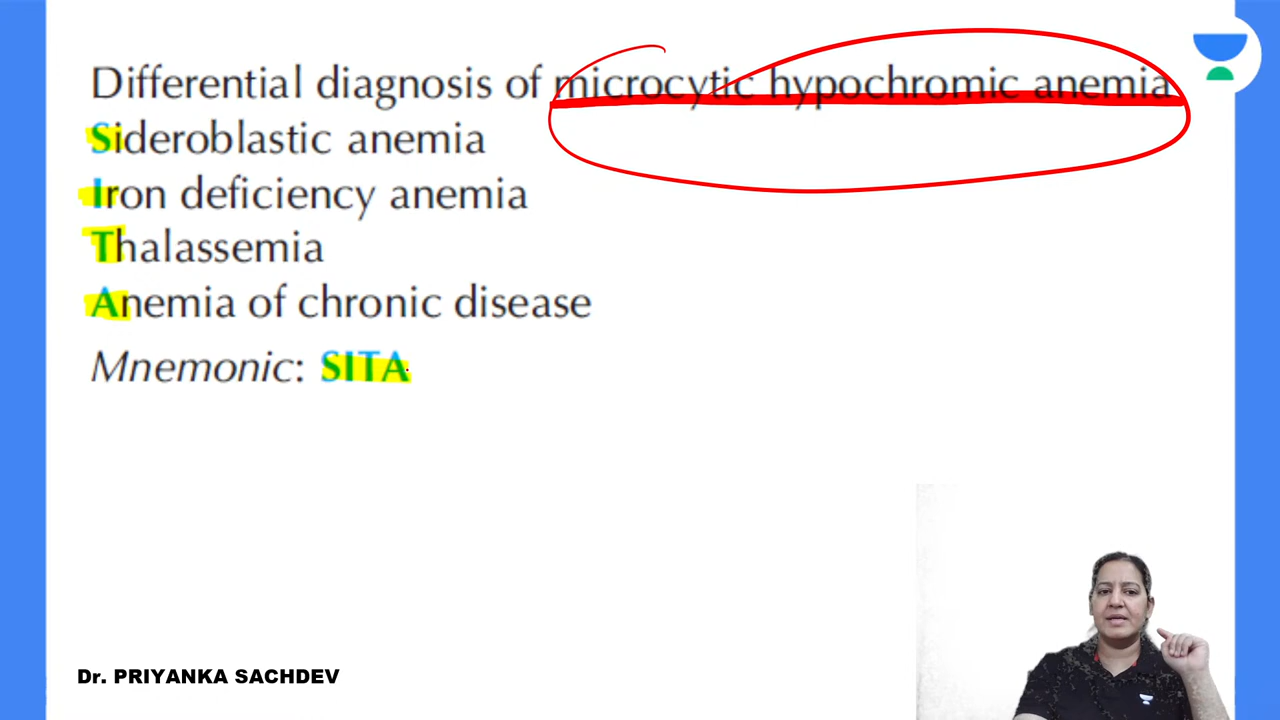 Differential diagnosis of microcytic hypochromic anemia
Sideroblastic anemia
Iron deficiency anemia
Thalassemia
Anemia of chronic disease
Mnemonic: SITA
Dr. PRIYANKA SACHDEV